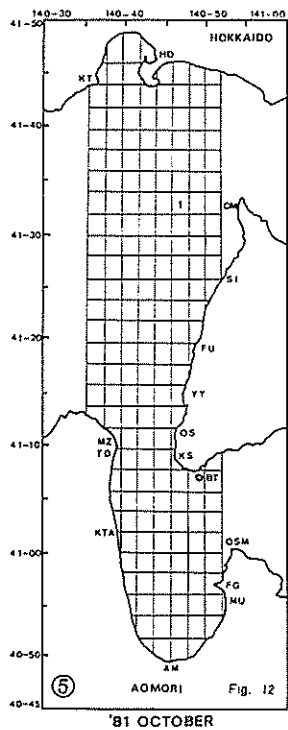 140-30 140-40 140-50 141-00
41-50
HOKKAIDO
HD
KT
41-40
1
OM
41-30
SI
41-20
FU
YY
OS
41-10
MZ
KS
TD
BT
KTA
OSM
41-00
FG
MU
40-50
AM
⑤ AOMORI Fig. 12
40-45
'81 OCTOBER